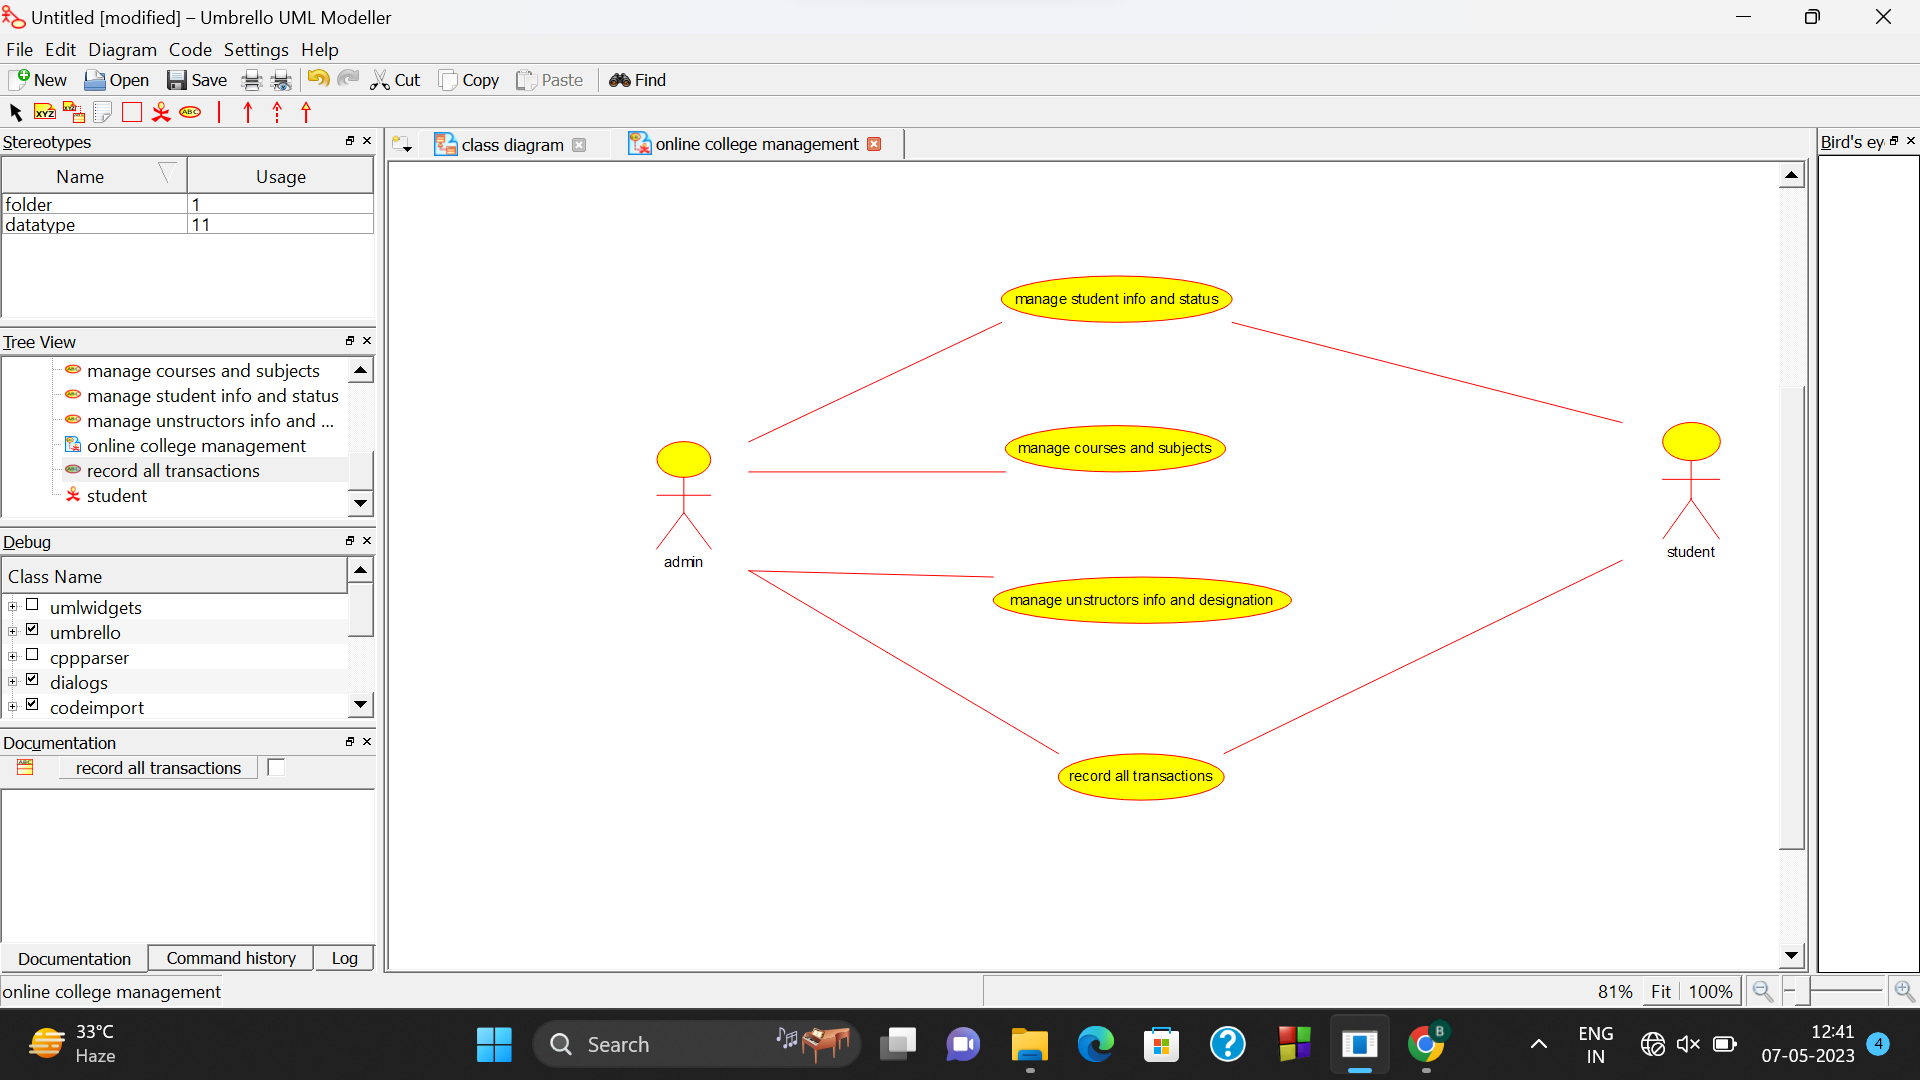 Untitled [modified] – Umbrello UML Modeller
File Edit Diagram Code Settings Help
New Open Save Cut Copy Paste Find
XYZ XYZ ABC
Stereotypes
Name Usage
folder 1
datatype 11
Tree View
manage courses and subjects
manage student info and status
manage unstructors info and ...
online college management
record all transactions
student
Debug
Class Name
umlwidgets
umbrello
cppparser
dialogs
codeimport
Documentation
record all transactions
Documentation Command history Log
class diagram online college management
manage student info and status
manage courses and subjects
admin
student
manage unstructors info and designation
record all transactions
Bird's ey
online college management
81% Fit 100%
33°C
Haze
Search
B
ENG
IN
12:41
07-05-2023
4